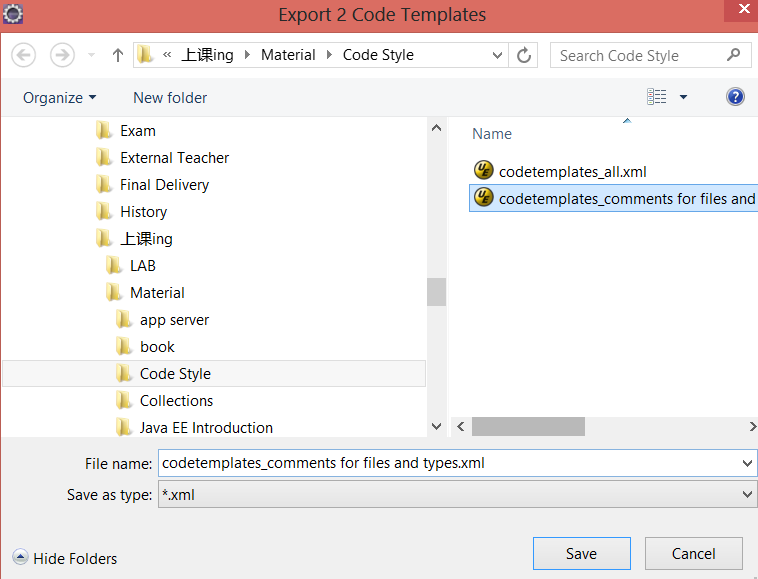 Export 2 Code Templates
« 上课ing Material Code Style
Search Code Style
Organize
New folder
Exam
External Teacher
Final Delivery
History
上课ing
LAB
Material
app server
book
Code Style
Collections
Java EE Introduction
Name
codetemplates_all.xml
codetemplates_comments for files and
File name: codetemplates_comments for files and types.xml
Save as type: *.xml
Hide Folders
Save
Cancel